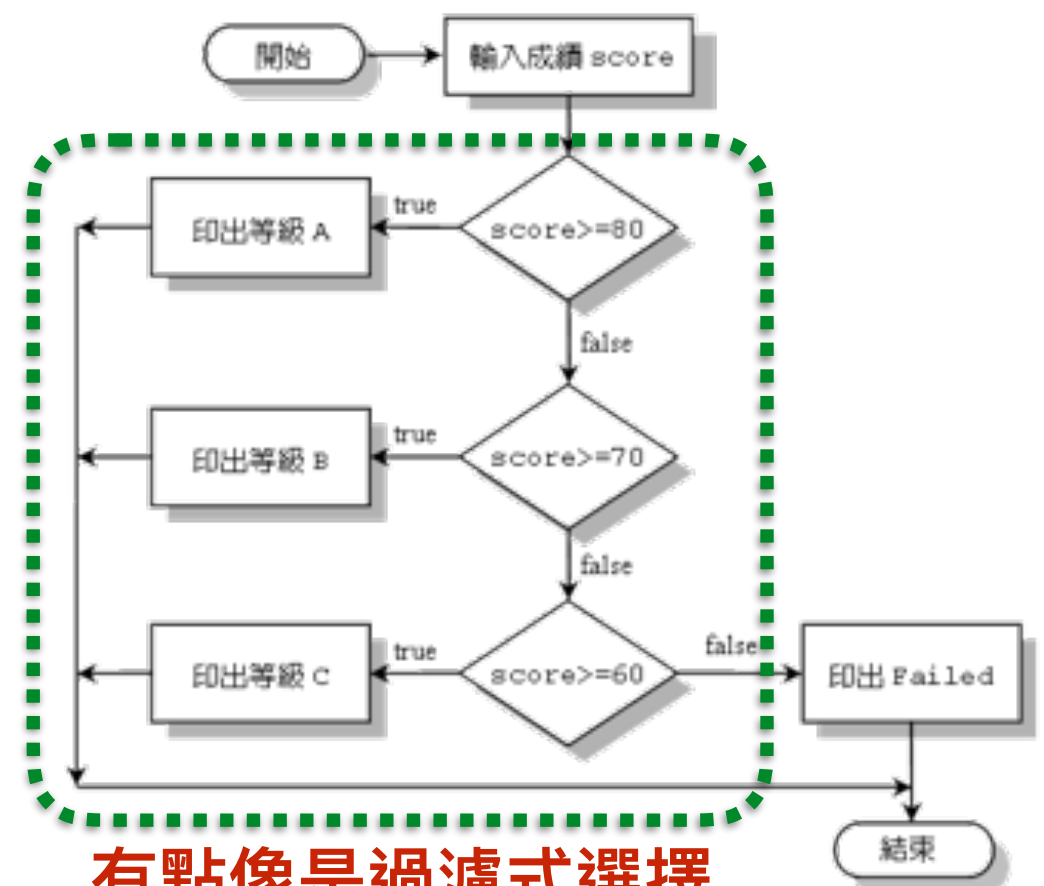 開始
輸入成績 score
印出等級 A
true
score>=80
false
印出等級 B
true
score>=70
false
印出等級 C
true
score>=60
false
印出 Failed
結束
有點像是過濾式選擇